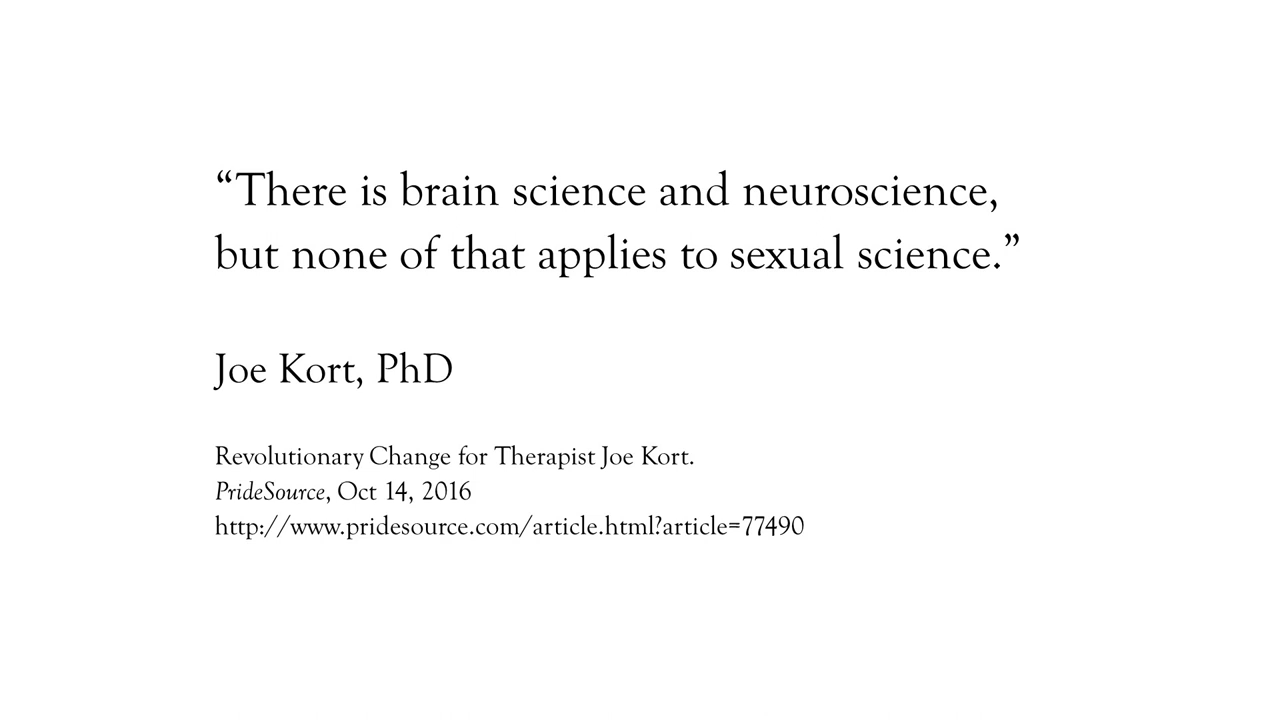 “There is brain science and neuroscience,
but none of that applies to sexual science.”
Joe Kort, PhD
Revolutionary Change for Therapist Joe Kort.
PrideSource, Oct 14, 2016
http://www.pridesource.com/article.html?article=77490